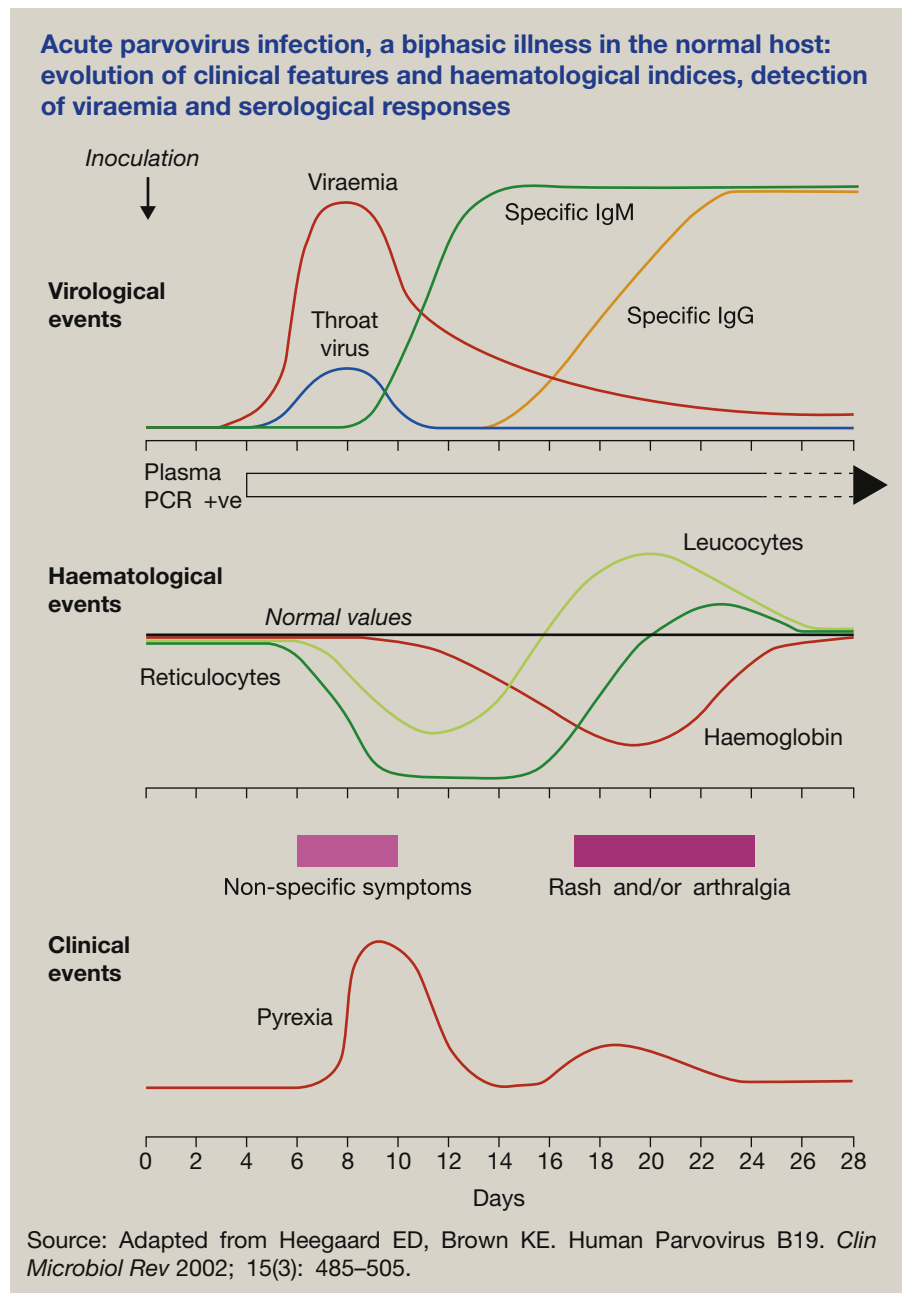 Acute parvovirus infection, a biphasic illness in the normal host:
evolution of clinical features and haematological indices, detection
of viraemia and serological responses
Inoculation
Viraemia
Specific IgM
Virological
events
Throat
virus
Specific IgG
Plasma
PCR +ve
Leucocytes
Haematological
events
Normal values
Reticulocytes
Haemoglobin
Non-specific symptoms
Rash and/or arthralgia
Clinical
events
Pyrexia
0 2 4 6 8 10 12 14 16 18 20 22 24 26 28
Days
Source: Adapted from Heegaard ED, Brown KE. Human Parvovirus B19. Clin
Microbiol Rev 2002; 15(3): 485–505.